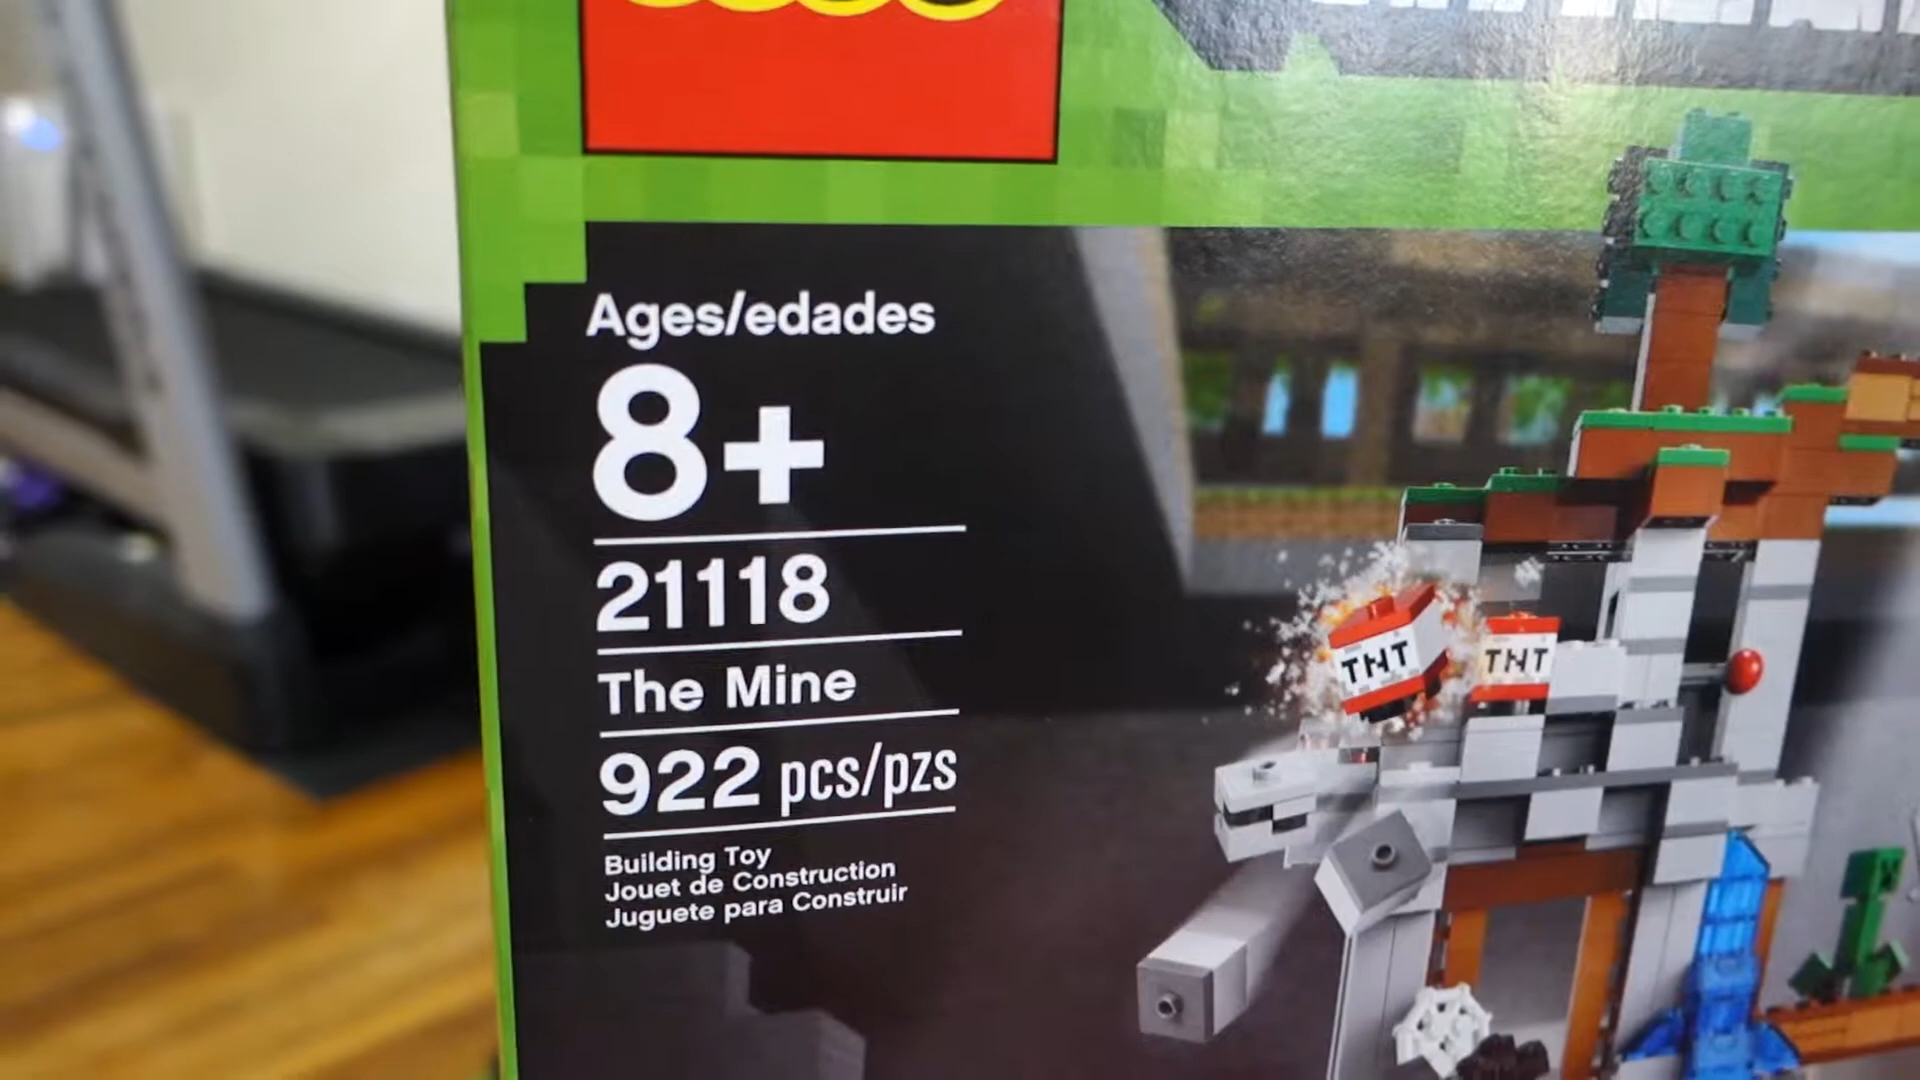 Ages/edades
8+
21118
The Mine
922 pcs/pzs
Building Toy
Jouet de Construction
Juguete para Construir
TNT
TNT